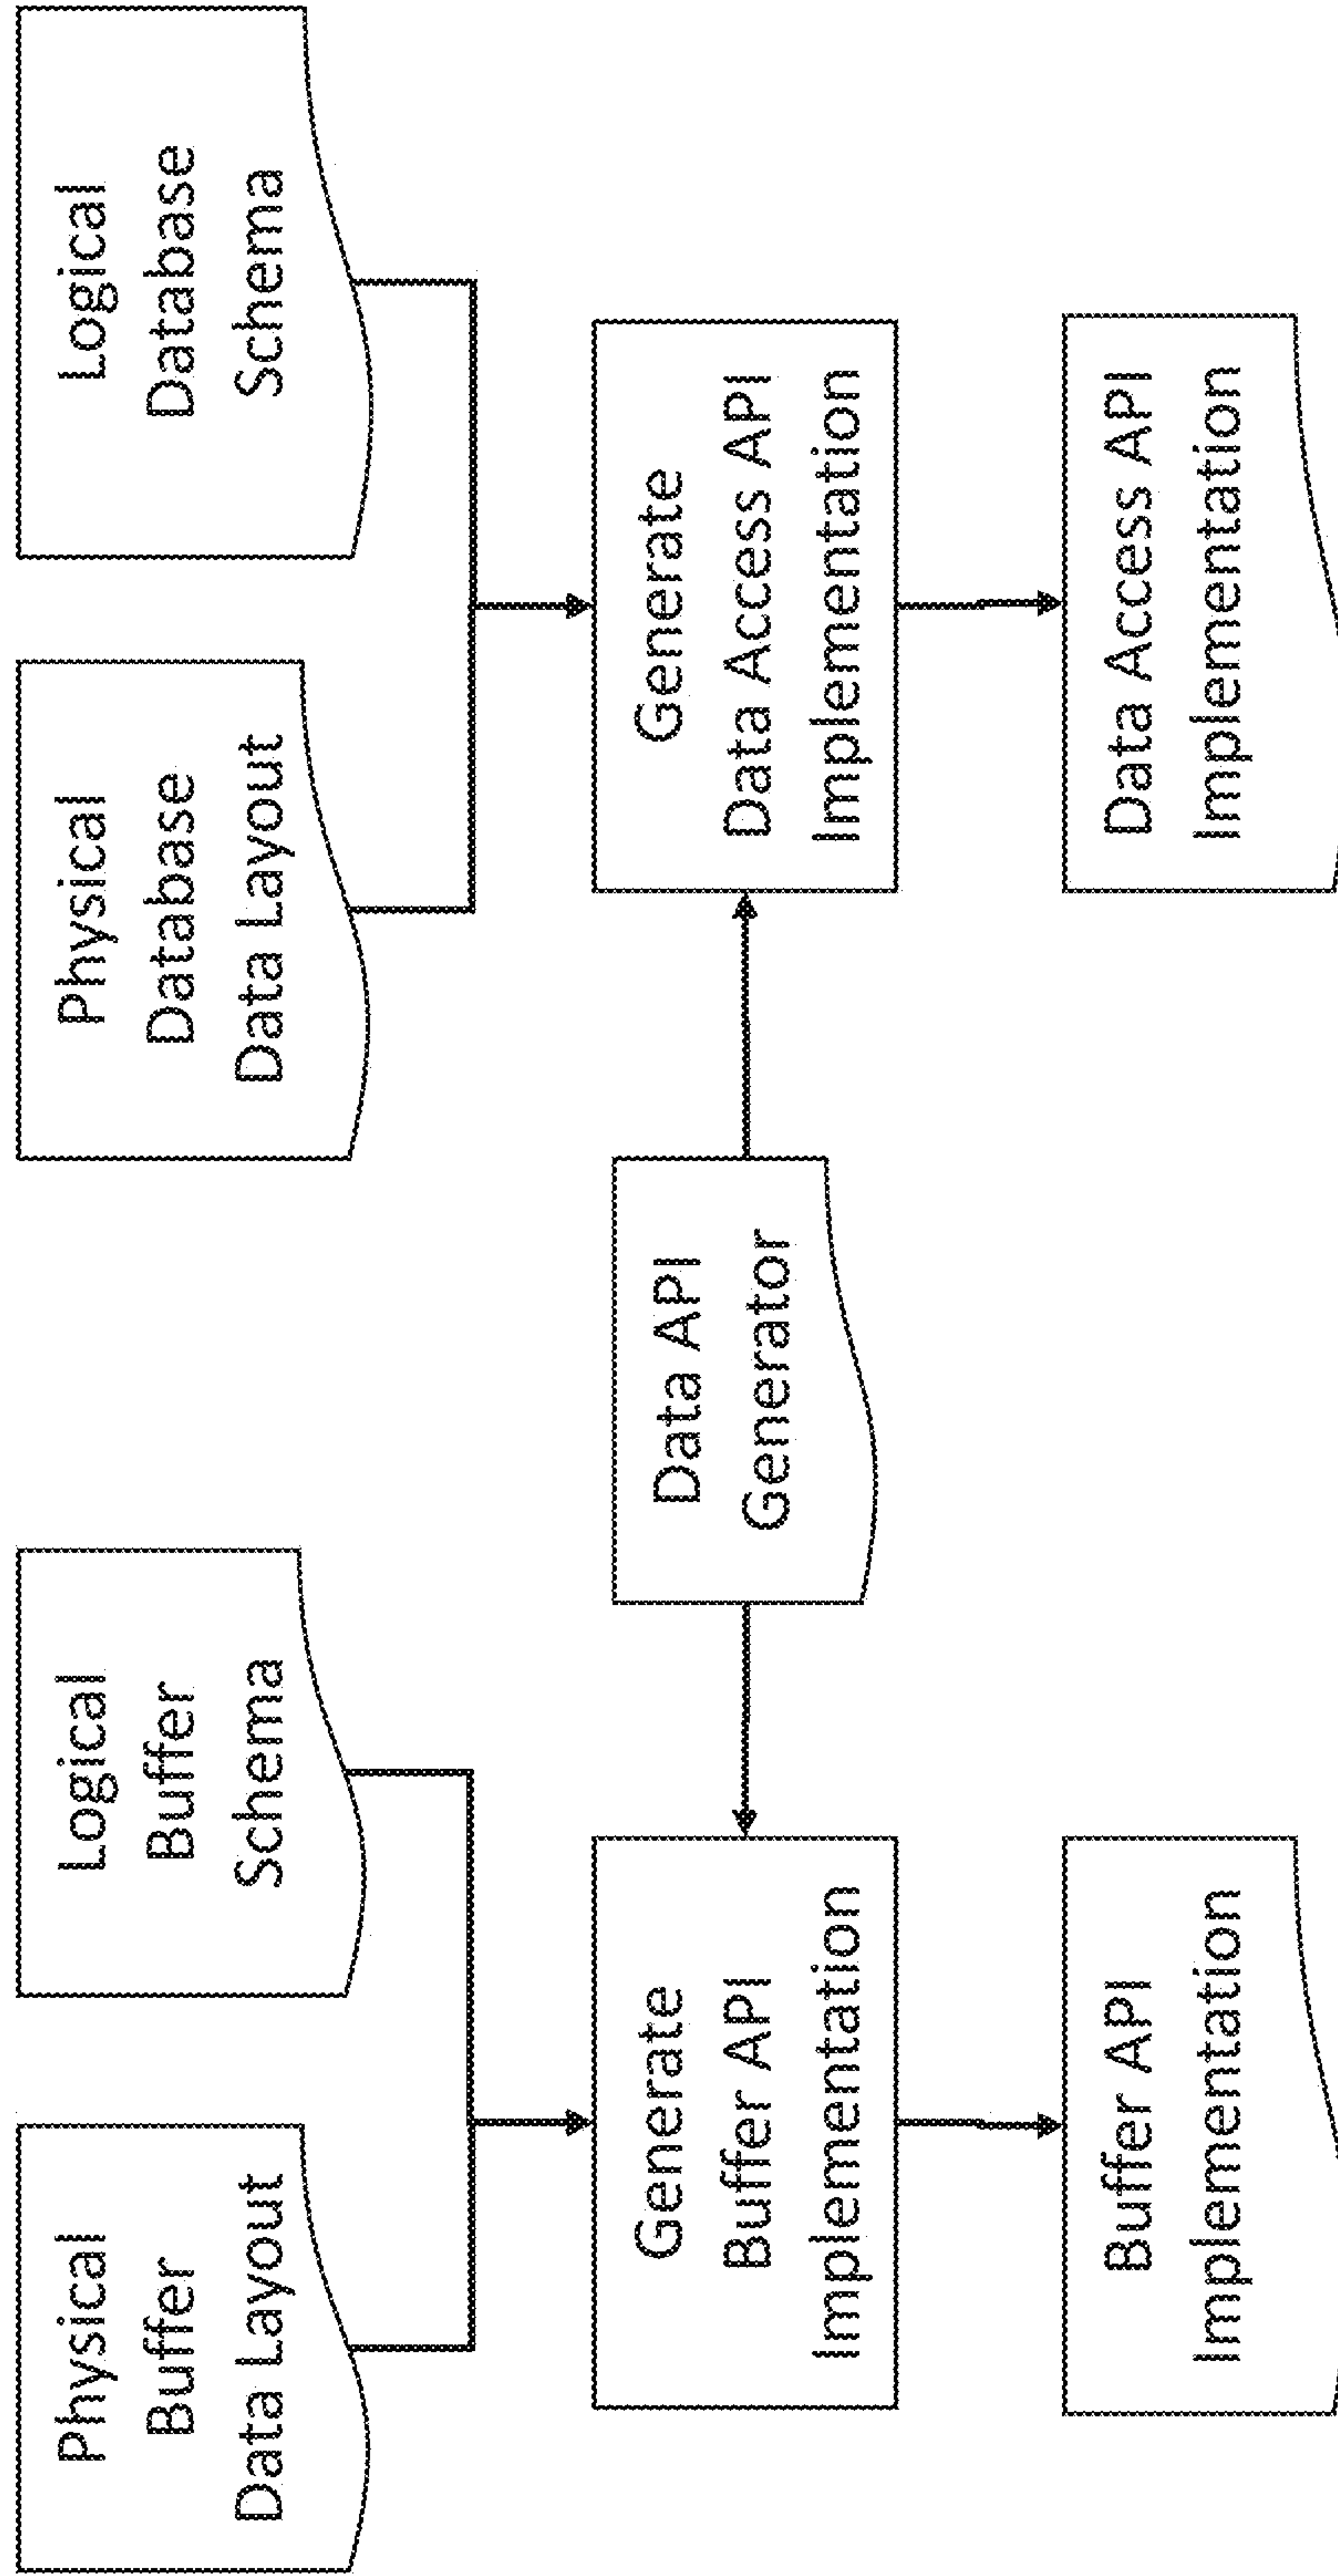 Physical
Buffer
Data Layout
Logical
Buffer
Schema
Physical
Database
Data Layout
Logical
Database
Schema
Generate
Buffer API
Implementation
Data API
Generator
Generate
Data Access API
Implementation
Buffer API
Implementation
Data Access API
Implementation